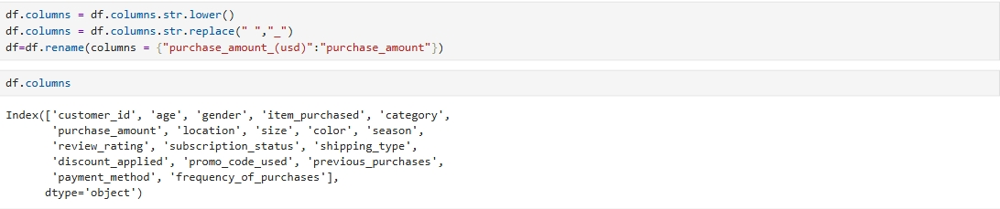 df.columns = df.columns.str.lower()
df.columns = df.columns.str.replace(" ","_")
df=df.rename(columns = {"purchase_amount_(usd)":"purchase_amount"})
df.columns
Index(['customer_id', 'age', 'gender', 'item_purchased', 'category',
       'purchase_amount', 'location', 'size', 'color', 'season',
       'review_rating', 'subscription_status', 'shipping_type',
       'discount_applied', 'promo_code_used', 'previous_purchases',
       'payment_method', 'frequency_of_purchases'],
      dtype='object')